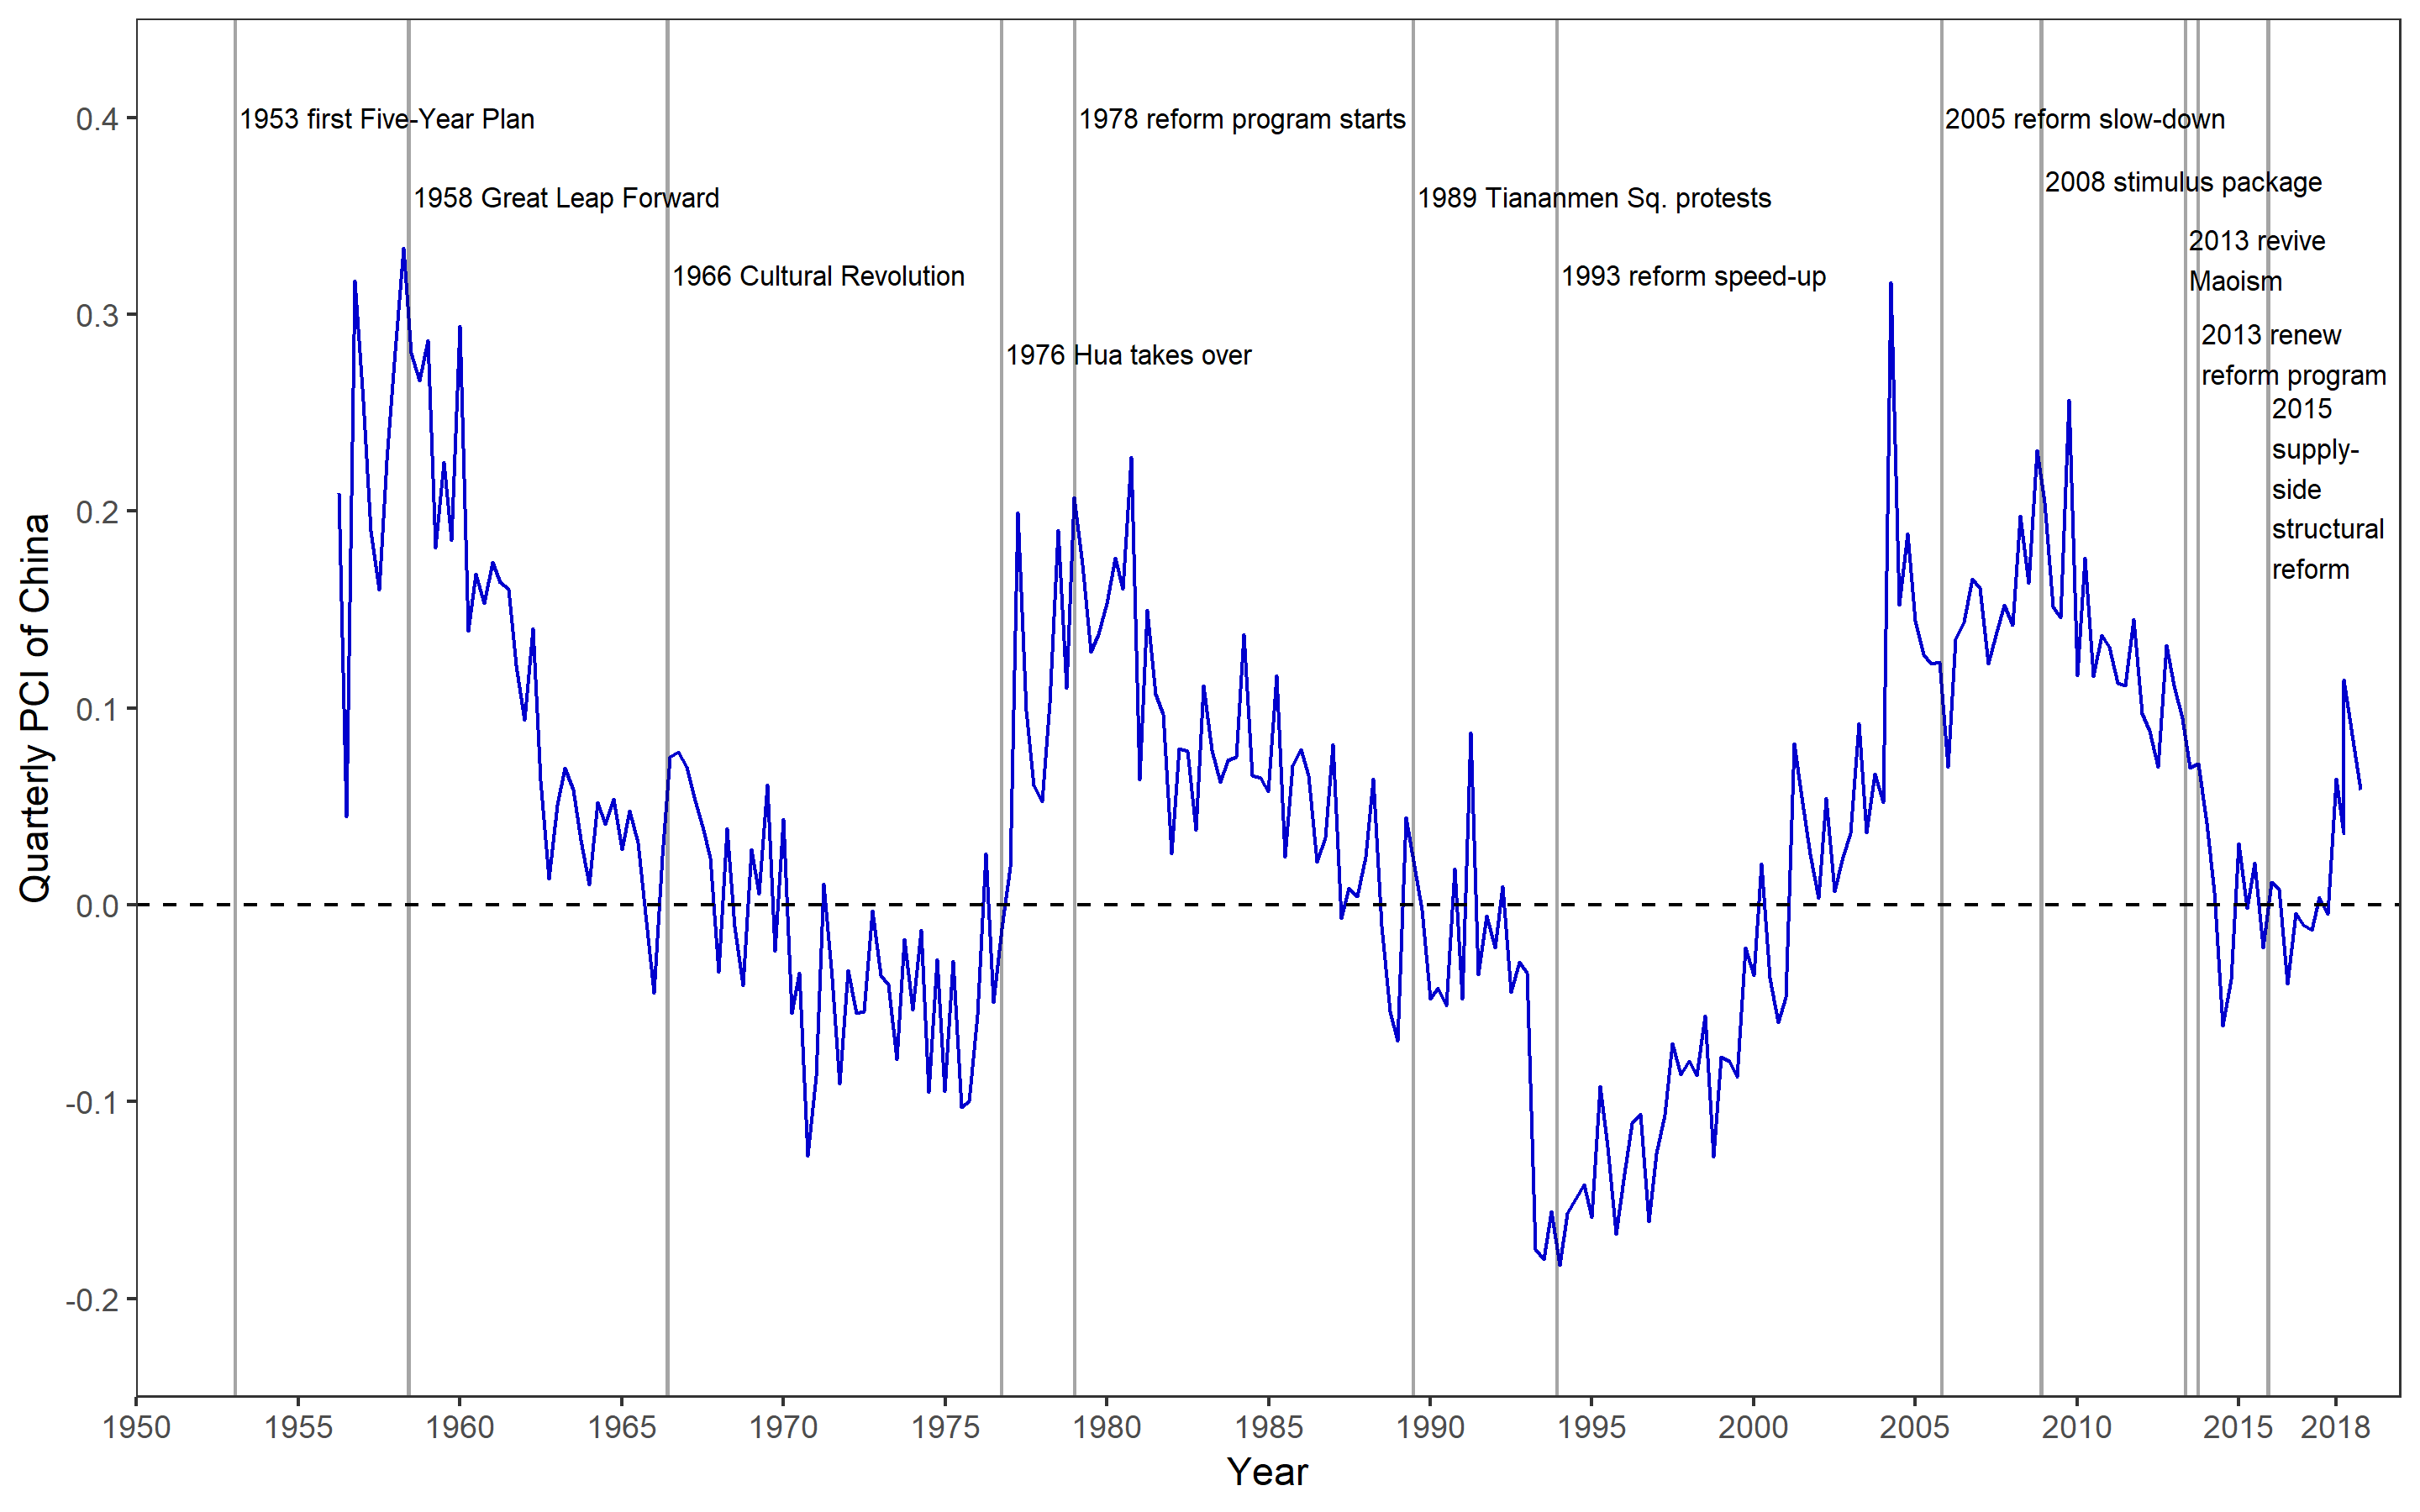 Quarterly PCI of China
0.4
0.3
0.2
0.1
0.0
-0.1
-0.2
1953 first Five-Year Plan
1958 Great Leap Forward
1966 Cultural Revolution
1976 Hua takes over
1978 reform program starts
1989 Tiananmen Sq. protests
1993 reform speed-up
2005 reform slow-down
2008 stimulus package
2013 revive
Maoism
2013 renew
reform program
2015
supply-
side
structural
reform
1950 1955 1960 1965 1970 1975 1980 1985 1990 1995 2000 2005 2010 2015 2018
Year